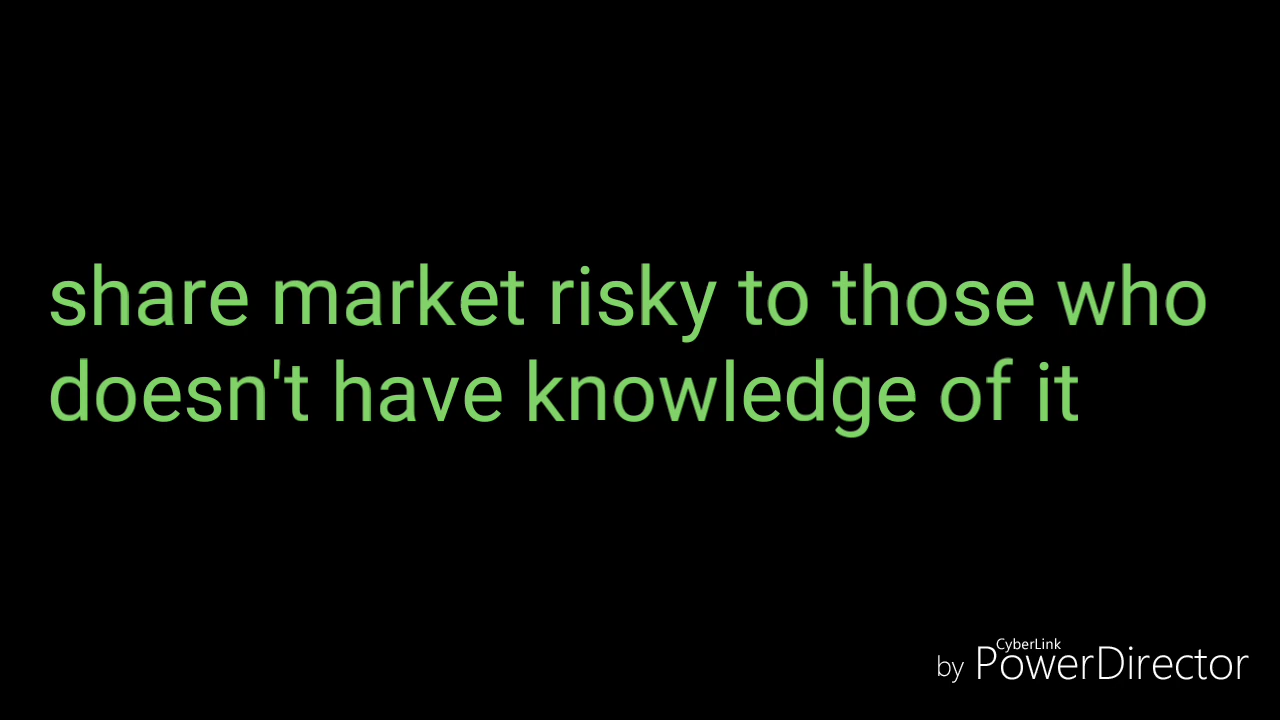 share market risky to those who
doesn't have knowledge of it
CyberLink
by PowerDirector